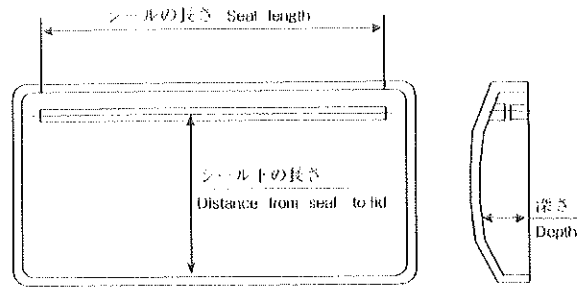 シールの長さ Seal length
シール下の長さ
Distance from seal to lid
深さ
Depth